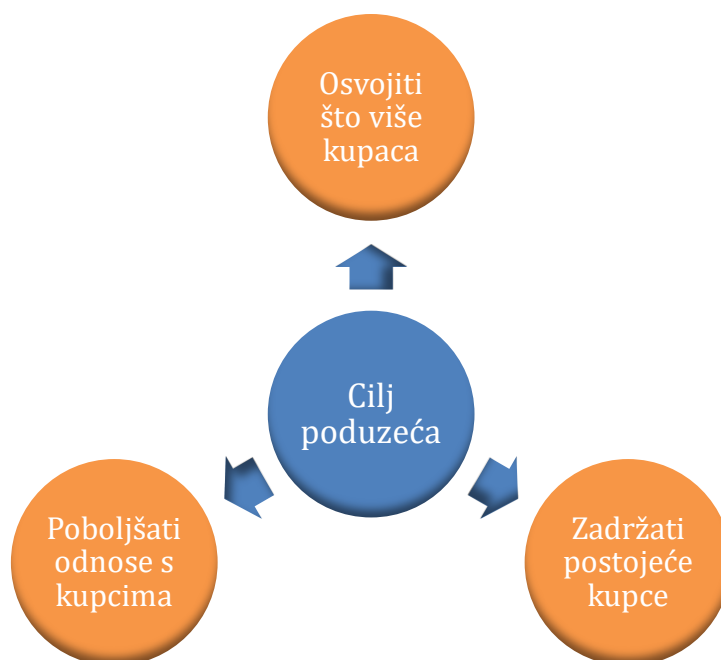 Osvojiti
što više
kupaca
Cilj
poduzeća
Poboljšati
odnose s
kupcima
Zadržati
postojeće
kupce